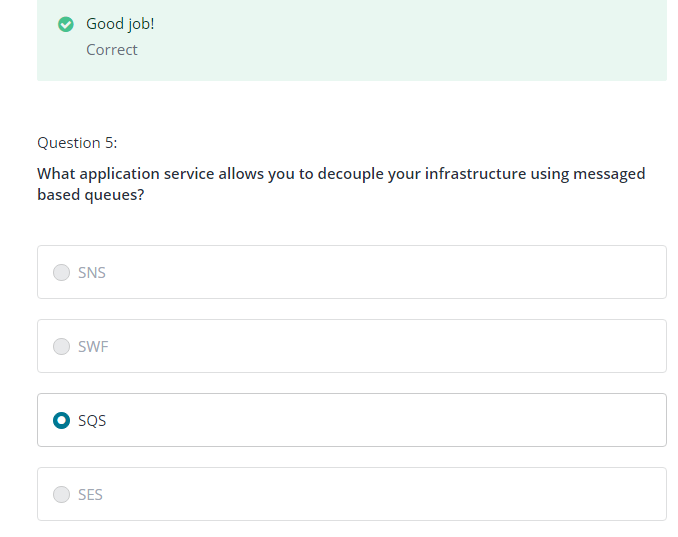 Good job!
Correct
Question 5:
What application service allows you to decouple your infrastructure using messaged
based queues?
SNS
SWF
SQS
SES